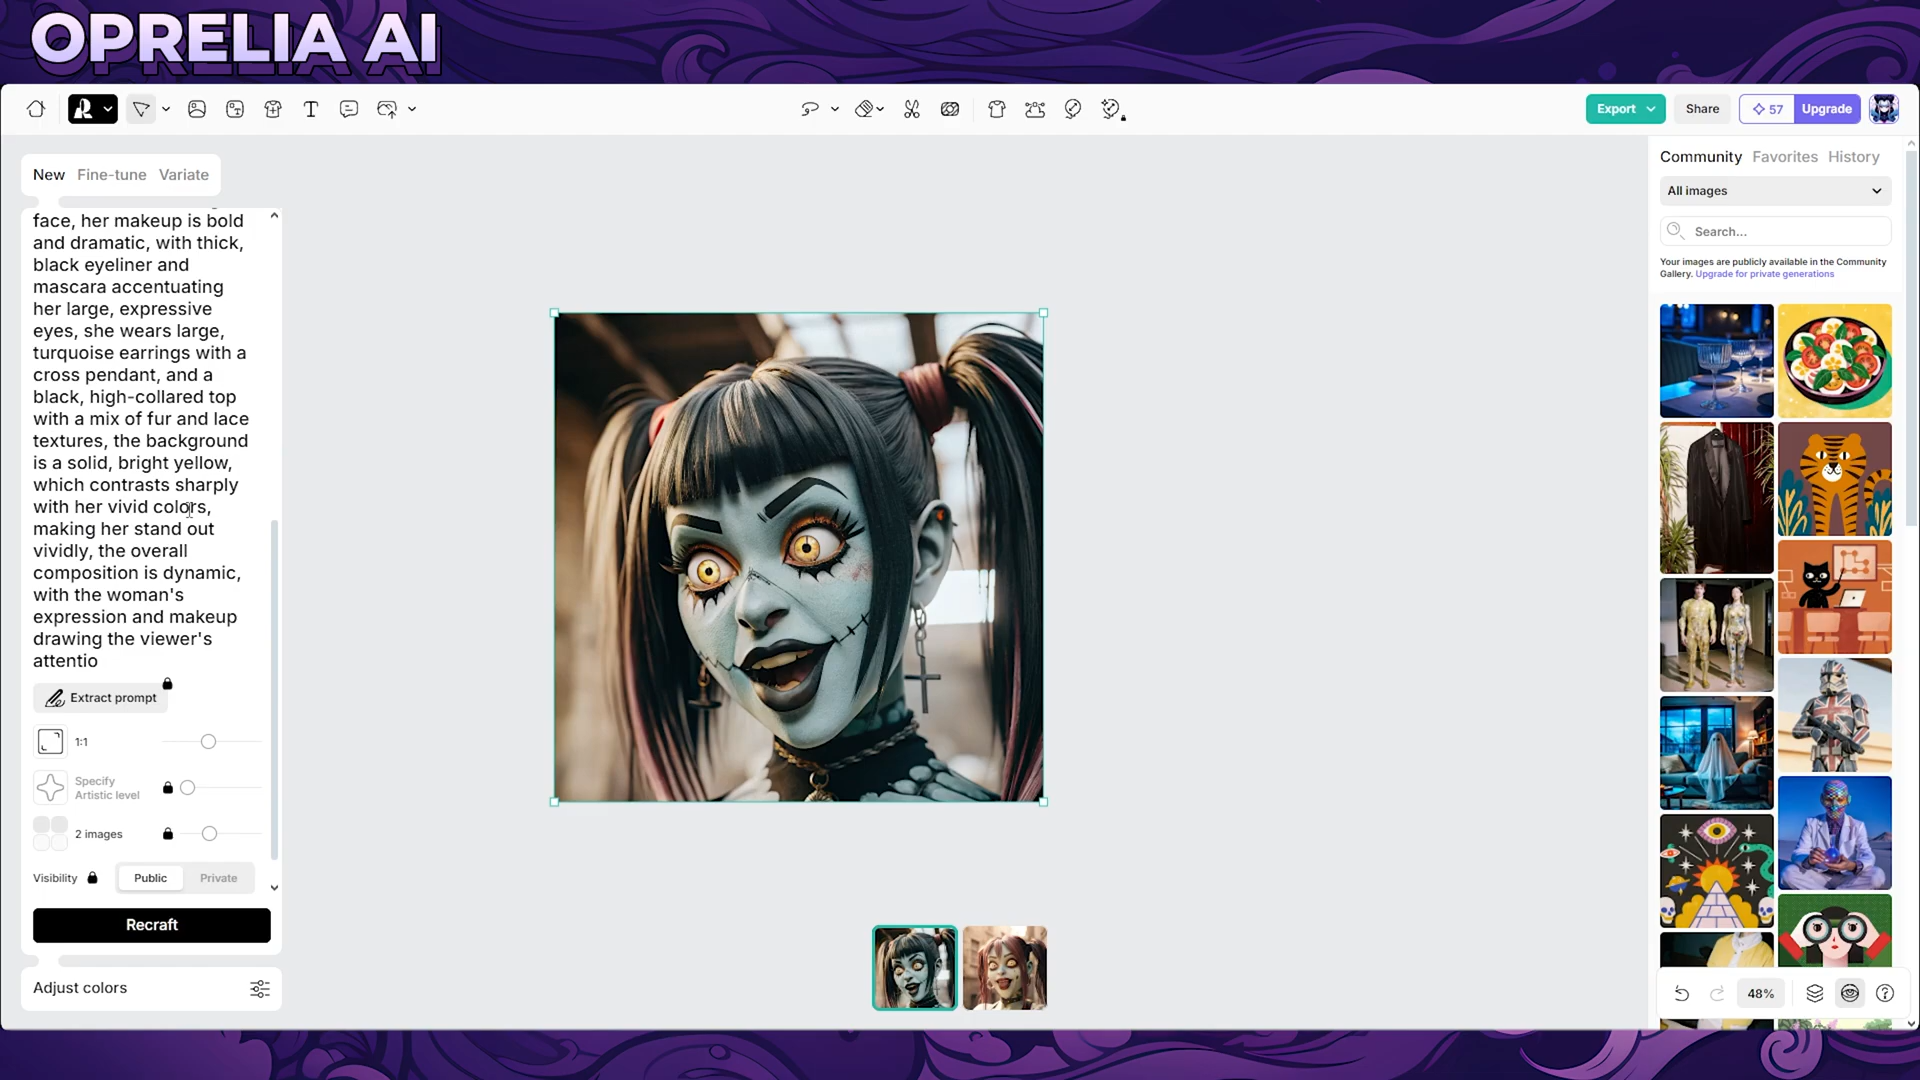 OPRELIA AI
Export
Share
57
Upgrade
New
Fine-tune
Variate
face, her makeup is bold
and dramatic, with thick,
black eyeliner and
mascara accentuating
her large, expressive
eyes, she wears large,
turquoise earrings with a
cross pendant, and a
black, high-collared top
with a mix of fur and lace
textures, the background
is a solid, bright yellow,
which contrasts sharply
with her vivid colors,
making her stand out
vividly, the overall
composition is dynamic,
with the woman's
expression and makeup
drawing the viewer's
attentio
Extract prompt
1:1
Specify
Artistic level
2 images
Visibility
Public
Private
Recraft
Adjust colors
Community
Favorites
History
All images
Search...
Your images are publicly available in the Community
Gallery. Upgrade for private generations
48%